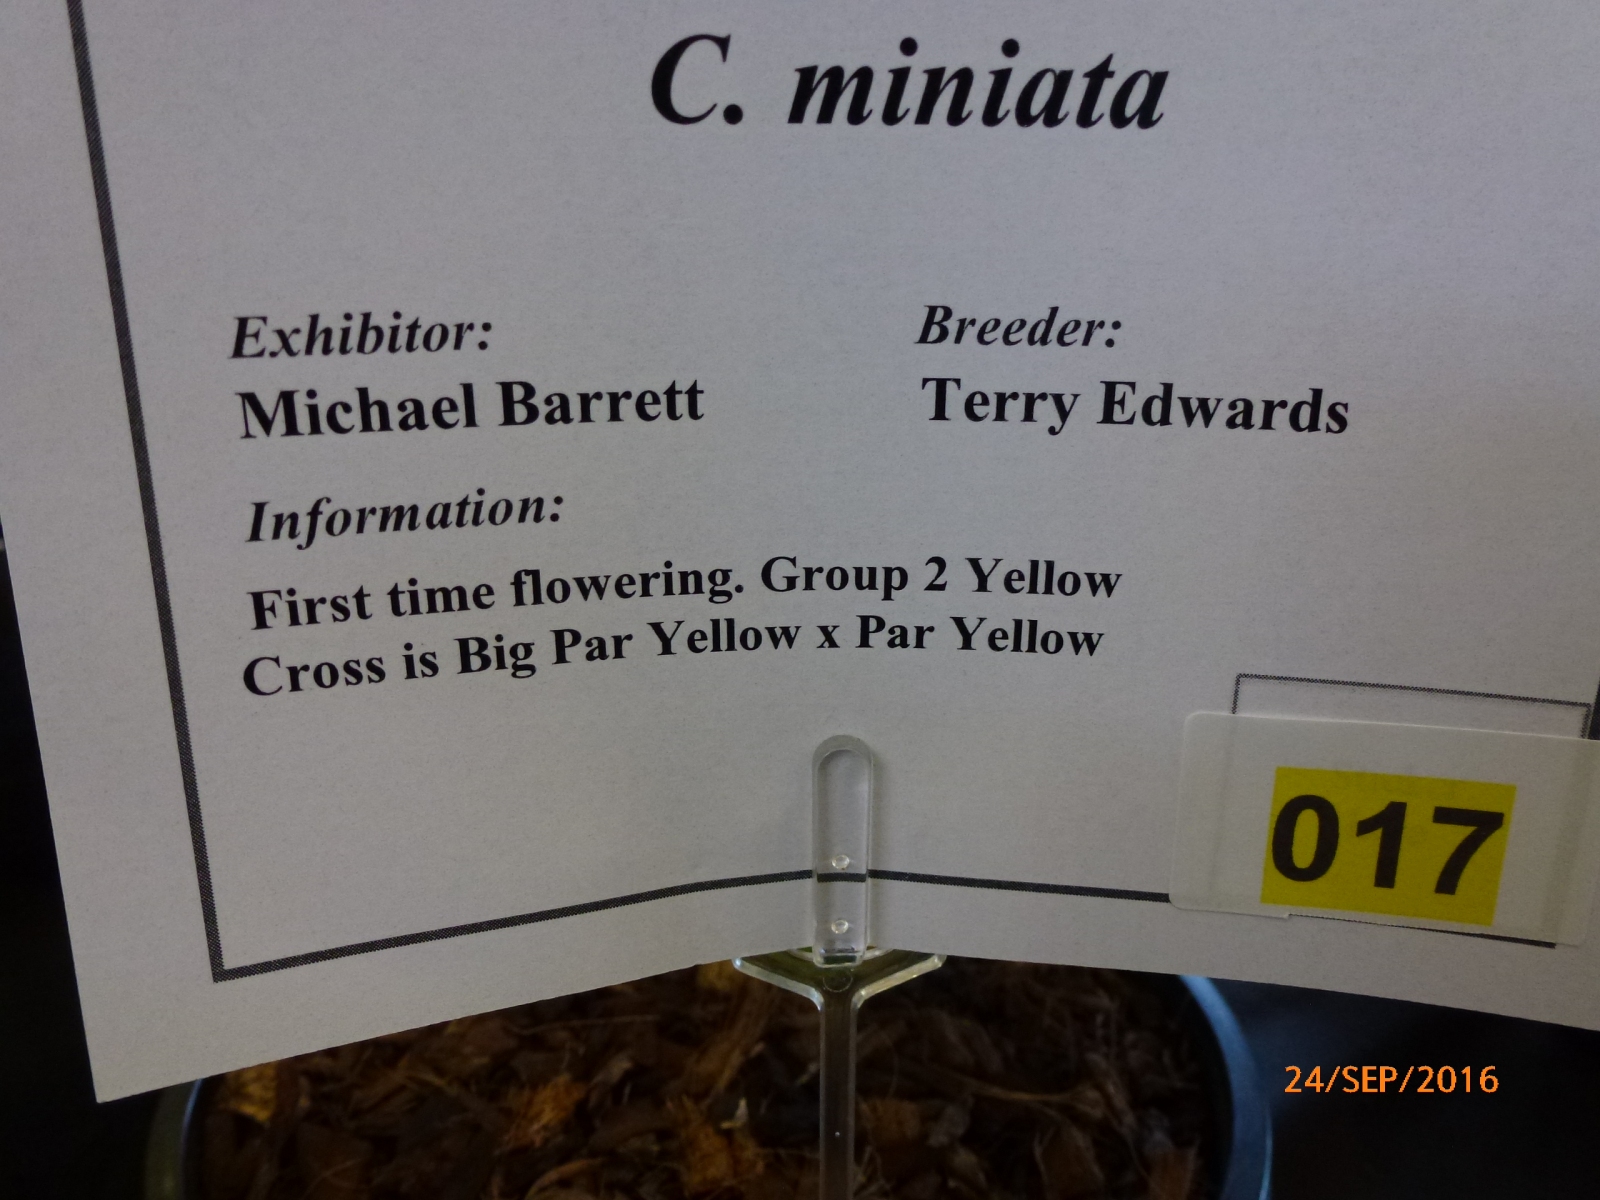 C. miniata
Exhibitor:
Michael Barrett
Breeder:
Terry Edwards
Information:
First time flowering. Group 2 Yellow
Cross is Big Par Yellow x Par Yellow
017
24/SEP/2016